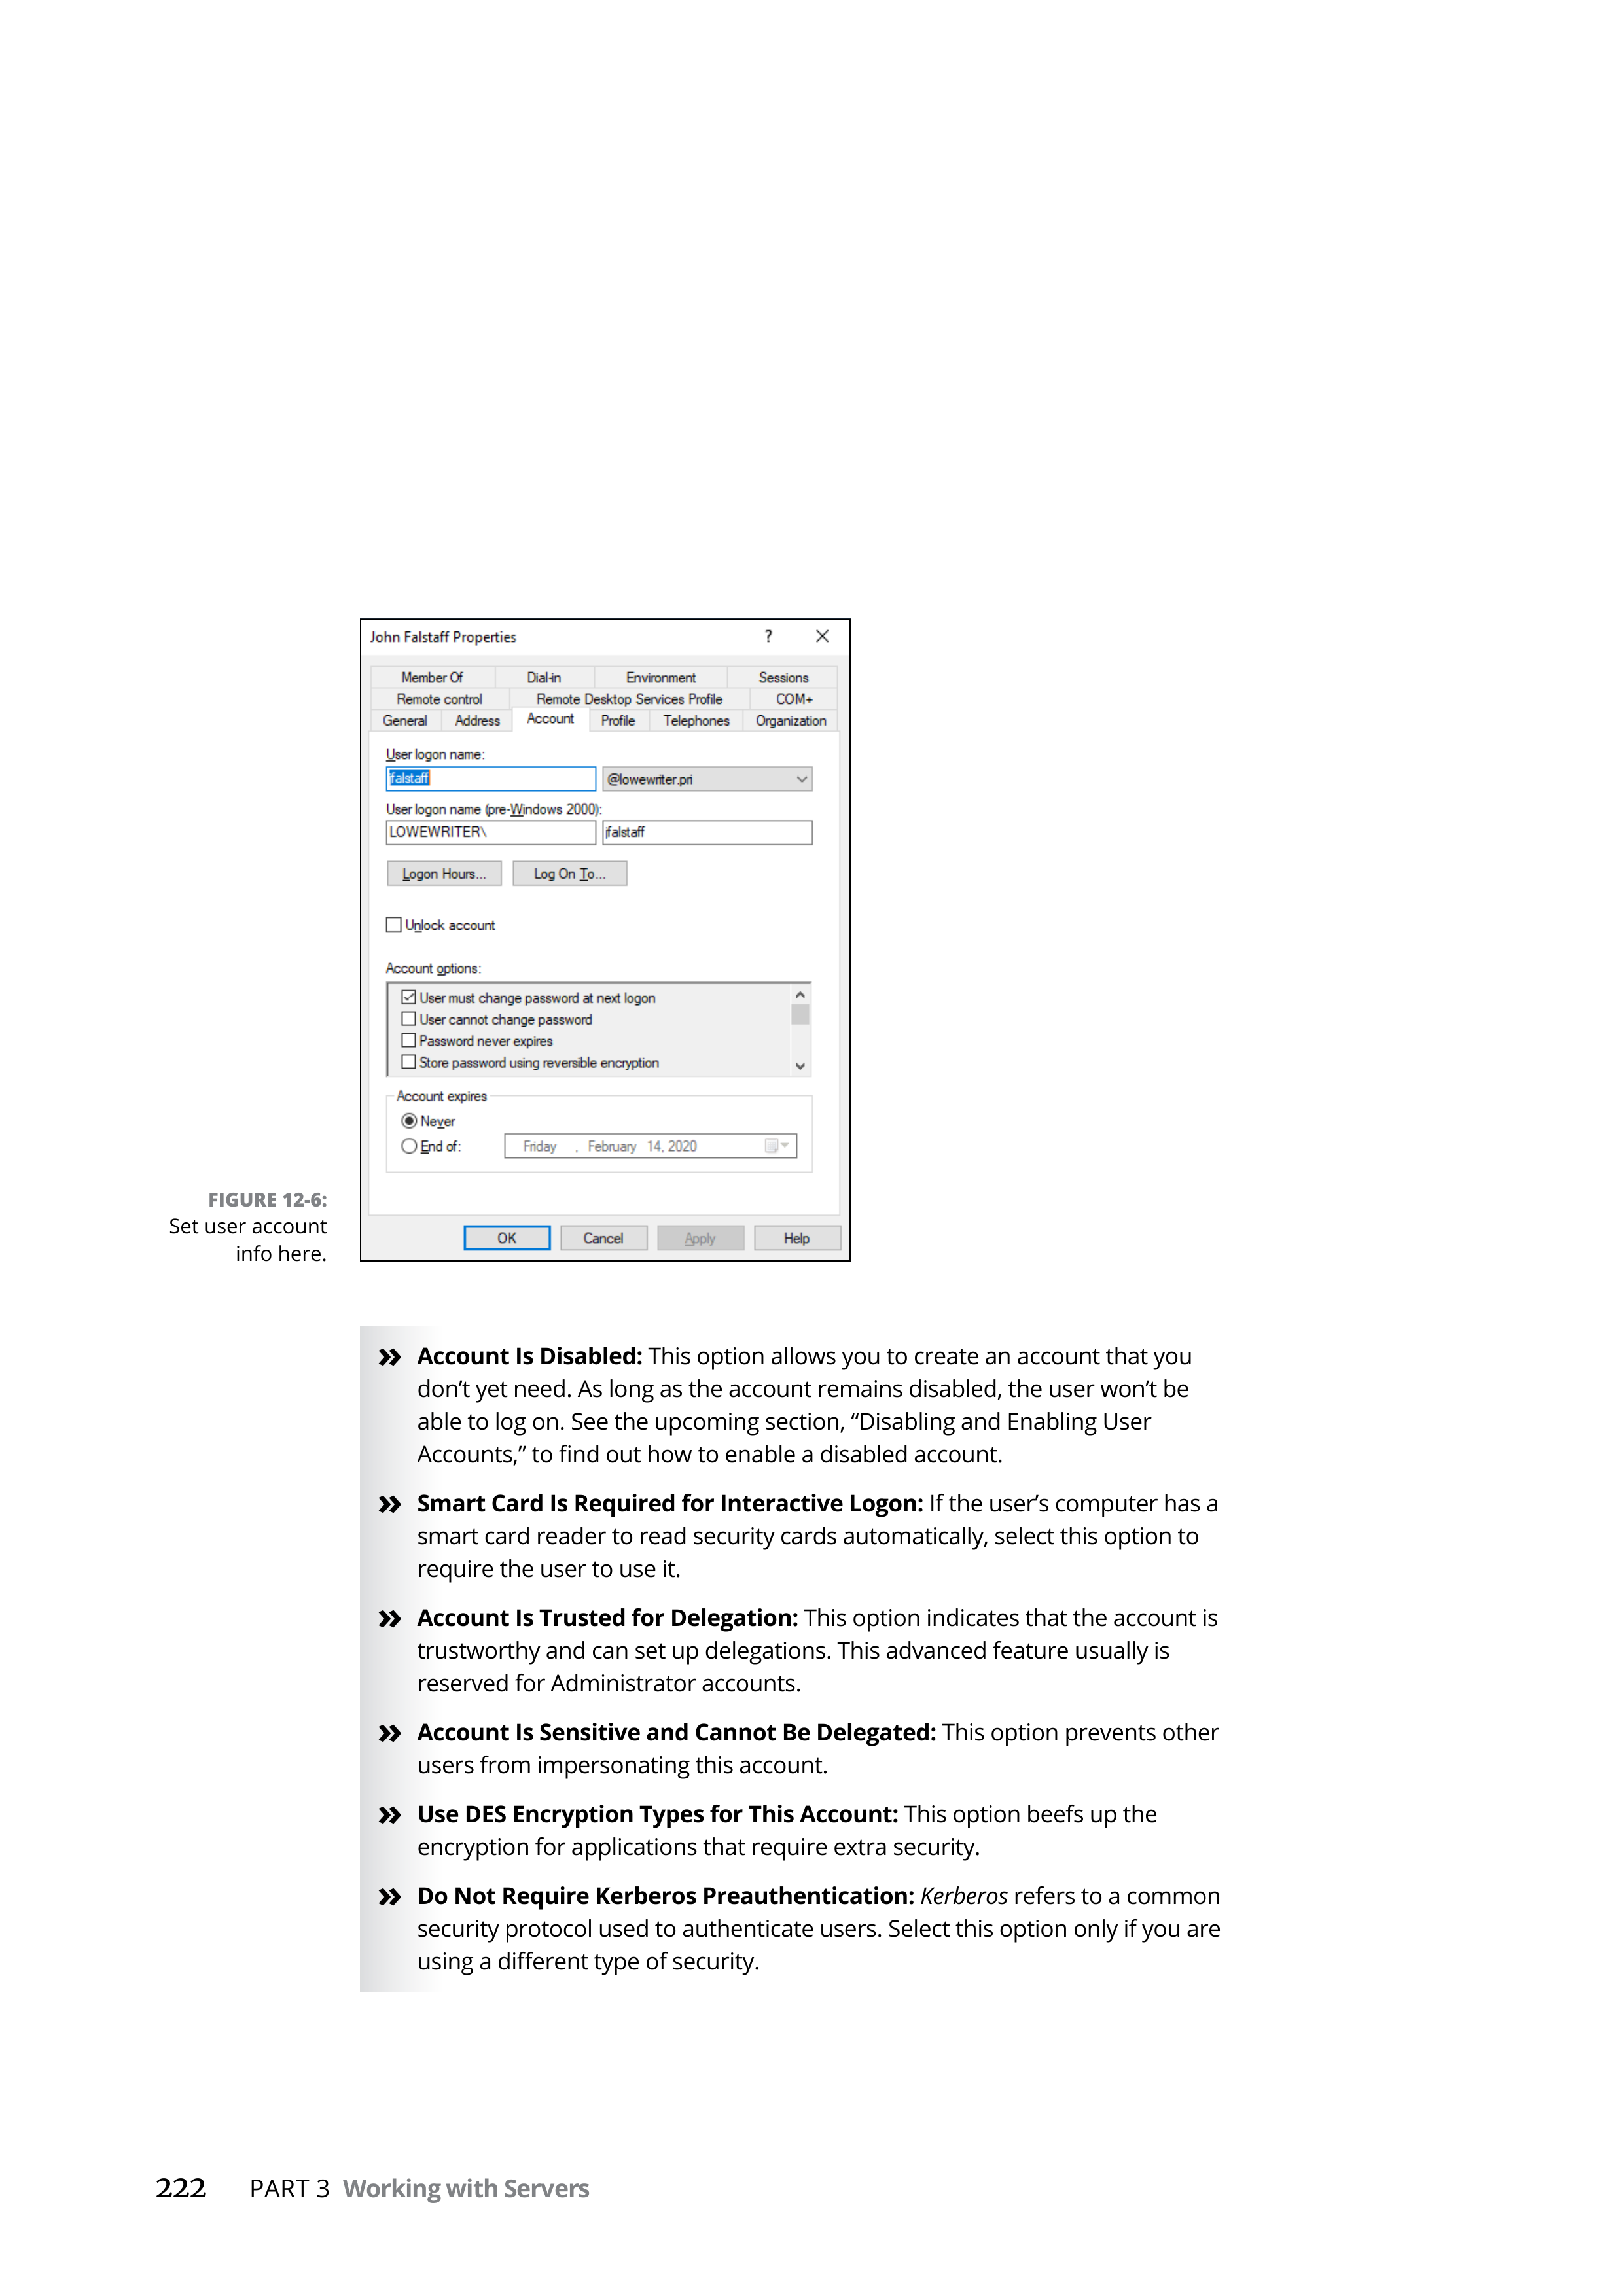 John Falstaff Properties ? ✕
Member Of Dial-in Environment Sessions
Remote control Remote Desktop Services Profile COM+
General Address Account Profile Telephones Organization
User logon name:
jfalstaff @lowewriter.pri
User logon name (pre-Windows 2000):
LOWEWRITER\ jfalstaff
Logon Hours... Log On To...
Unlock account
Account options:
User must change password at next logon
User cannot change password
Password never expires
Store password using reversible encryption
Account expires
Never
End of: Friday , February 14, 2020
OK Cancel Apply Help
FIGURE 12-6:
Set user account
info here.
» Account Is Disabled: This option allows you to create an account that you
don’t yet need. As long as the account remains disabled, the user won’t be
able to log on. See the upcoming section, “Disabling and Enabling User
Accounts,” to find out how to enable a disabled account.
» Smart Card Is Required for Interactive Logon: If the user’s computer has a
smart card reader to read security cards automatically, select this option to
require the user to use it.
» Account Is Trusted for Delegation: This option indicates that the account is
trustworthy and can set up delegations. This advanced feature usually is
reserved for Administrator accounts.
» Account Is Sensitive and Cannot Be Delegated: This option prevents other
users from impersonating this account.
» Use DES Encryption Types for This Account: This option beefs up the
encryption for applications that require extra security.
» Do Not Require Kerberos Preauthentication: Kerberos refers to a common
security protocol used to authenticate users. Select this option only if you are
using a different type of security.
222 PART 3 Working with Servers